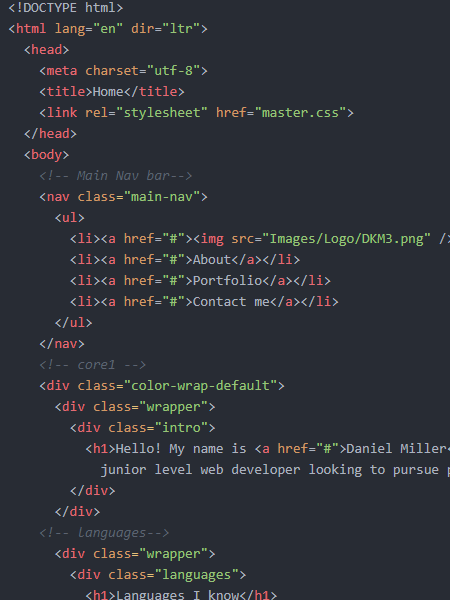 <!DOCTYPE html>
<html lang="en" dir="ltr">
  <head>
    <meta charset="utf-8">
    <title>Home</title>
    <link rel="stylesheet" href="master.css">
  </head>
  <body>
    <!-- Main Nav bar-->
    <nav class="main-nav">
      <ul>
        <li><a href="#"><img src="Images/Logo/DKM3.png" />
        <li><a href="#">About</a></li>
        <li><a href="#">Portfolio</a></li>
        <li><a href="#">Contact me</a></li>
      </ul>
    </nav>
    <!-- core1 -->
    <div class="color-wrap-default">
      <div class="wrapper">
        <div class="intro">
          <h1>Hello! My name is <a href="#">Daniel Miller<
            junior level web developer looking to pursue
        </div>
      </div>
    <!-- languages-->
      <div class="wrapper">
        <div class="languages">
          <h1>Languages I know</h1>